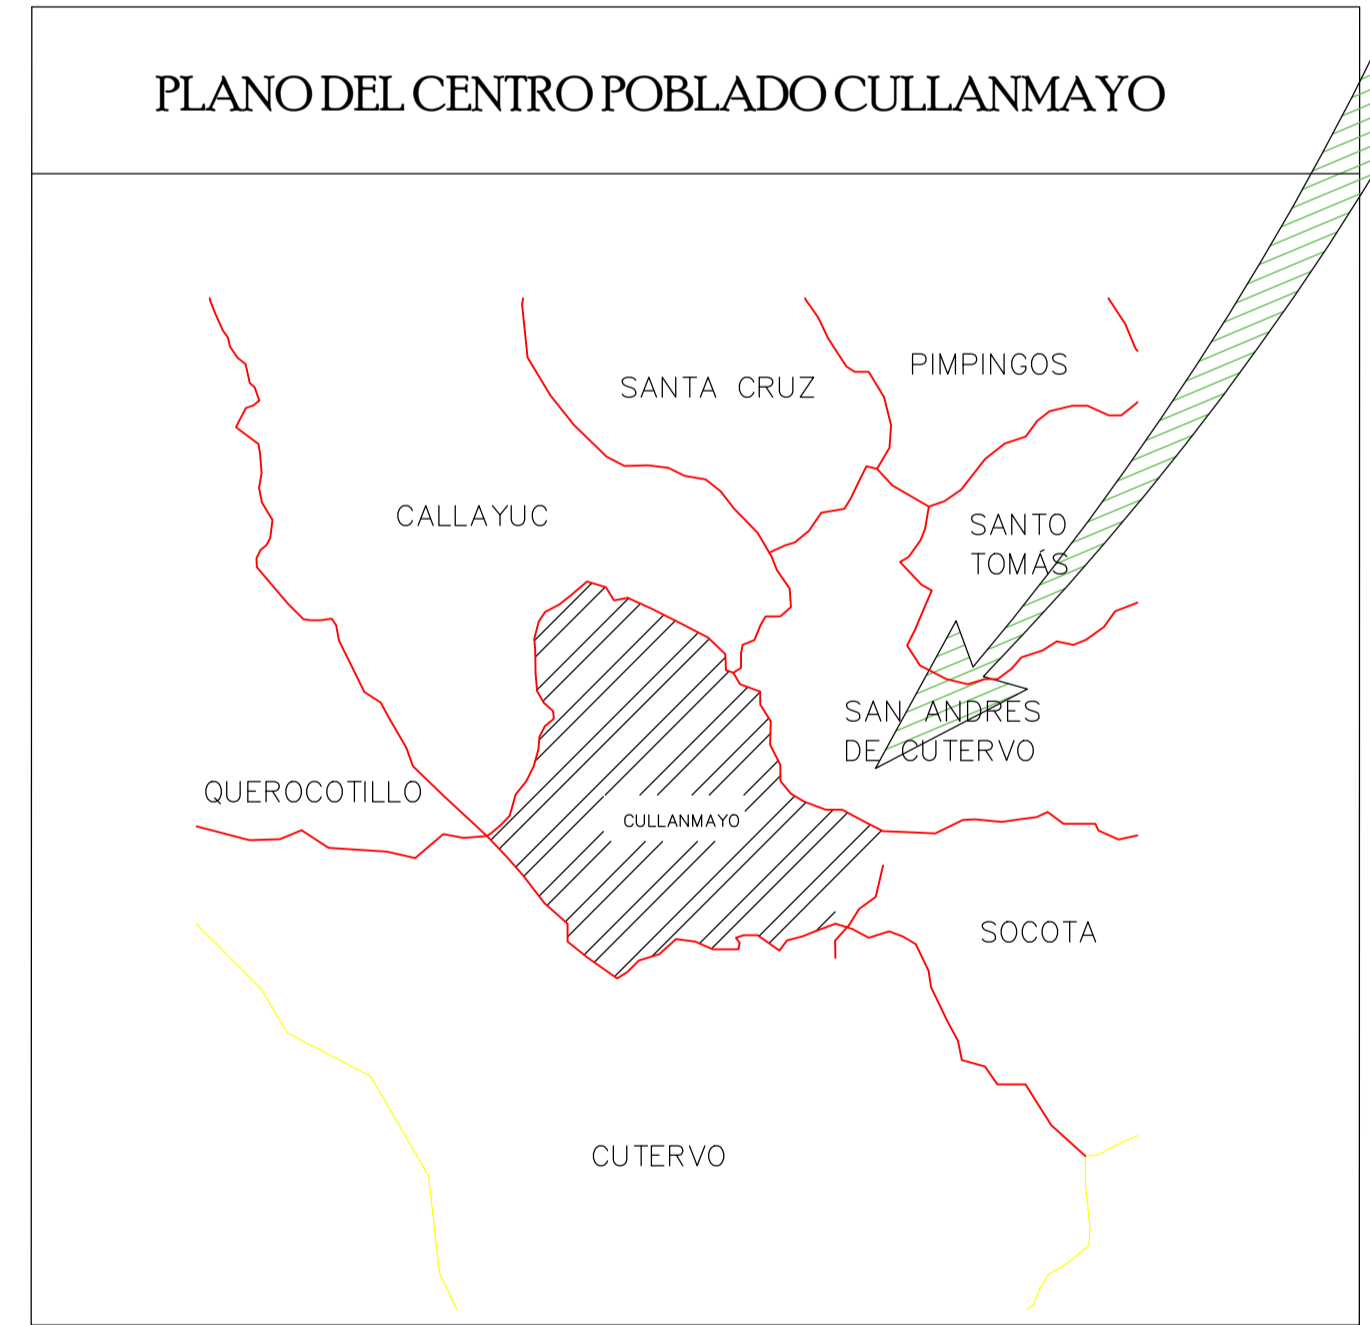 PLANO DEL CENTRO POBLADO CULLANMAYO
PIMPINGOS
SANTA CRUZ
CALLAYUC
SANTO
TOMÁS
SAN ANDRES
DE CUTERVO
QUEROCOTILLO
CULLANMAYO
SOCOTA
CUTERVO